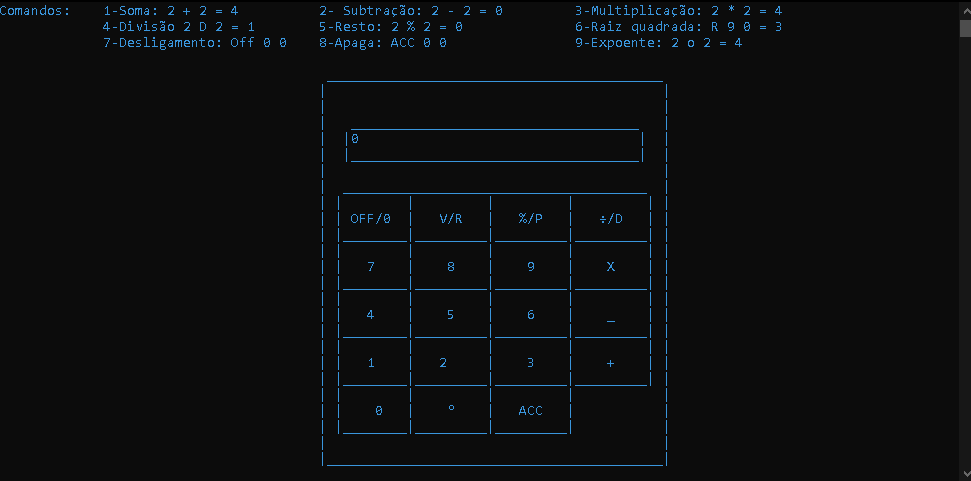 Comandos: 1-Soma: 2 + 2 = 4 2- Subtração: 2 - 2 = 0 3-Multiplicação: 2 * 2 = 4
4-Divisão 2 D 2 = 1 5-Resto: 2 % 2 = 0 6-Raiz quadrada: R 9 0 = 3
7-Desligamento: Off 0 0 8-Apaga: ACC 0 0 9-Expoente: 2 o 2 = 4
0
OFF/0 V/R %/P ÷/D
7 8 9 X
4 5 6 _
1 2 3 +
0 º ACC